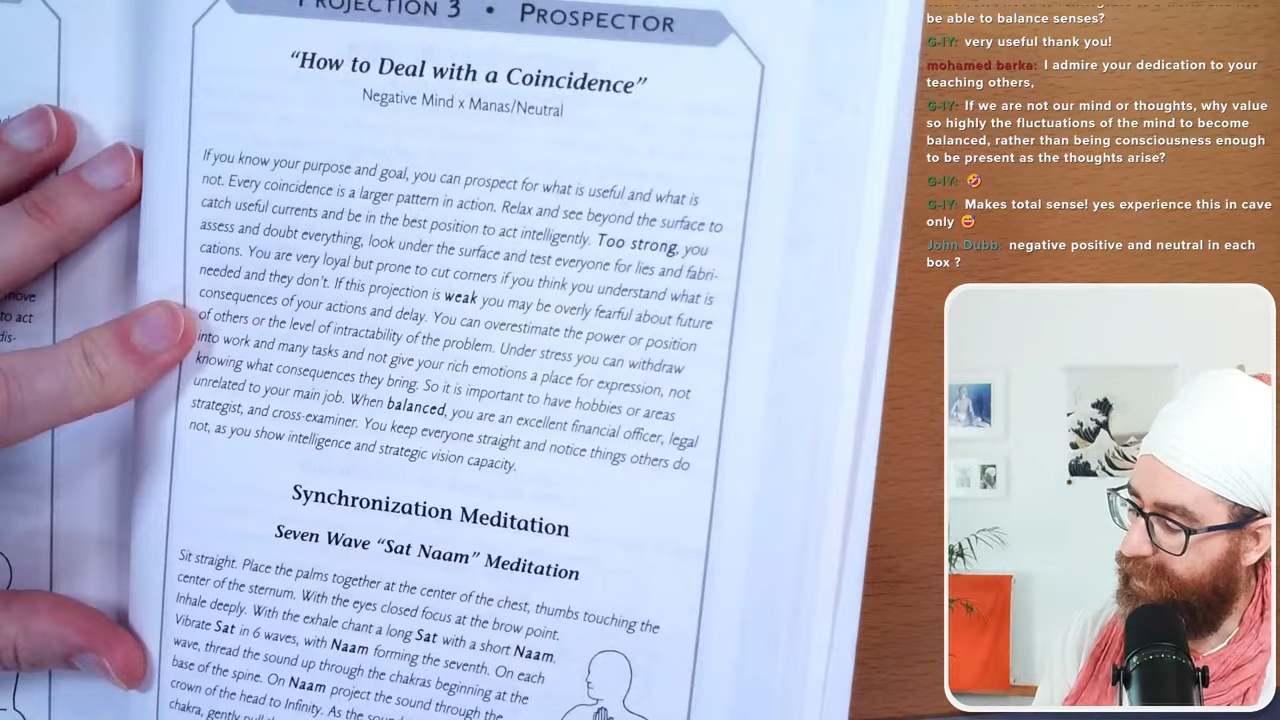 PROJECTION 3 • PROSPECTOR
“How to Deal with a Coincidence”
Negative Mind x Manas/Neutral
If you know your purpose and goal, you can prospect for what is useful and what is
not. Every coincidence is a larger pattern in action. Relax and see beyond the surface to
catch useful currents and be in the best position to act intelligently. Too strong, you
assess and doubt everything, look under the surface and test everyone for lies and fabri-
cations. You are very loyal but prone to cut corners if you think you understand what is
needed and they don’t. If this projection is weak you may be overly fearful about future
consequences of your actions and delay. You can overestimate the power or position
of others or the level of intractability of the problem. Under stress you can withdraw
into work and many tasks and not give your rich emotions a place for expression, not
knowing what consequences they bring. So it is important to have hobbies or areas
unrelated to your main job. When balanced, you are an excellent financial officer, legal
strategist, and cross-examiner. You keep everyone straight and notice things others do
not, as you show intelligence and strategic vision capacity.
Synchronization Meditation
Seven Wave “Sat Naam” Meditation
Sit straight. Place the palms together at the center of the chest, thumbs touching the
center of the sternum. With the eyes closed focus at the brow point.
Inhale deeply. With the exhale chant a long Sat with a short Naam.
Vibrate Sat in 6 waves, with Naam forming the seventh. On each
wave, thread the sound up through the chakras beginning at the
base of the spine. On Naam project the sound through the
crown of the head to Infinity. As the
chakra, gently
move
to act
dis-
be able to balance senses?
G-IY: very useful thank you!
mohamed barka: I admire your dedication to your
teaching others,
G-IY: If we are not our mind or thoughts, why value
so highly the fluctuations of the mind to become
balanced, rather than being consciousness enough
to be present as the thoughts arise?
G-IY: 🤣
G-IY: Makes total sense! yes experience this in cave
only 😅
John Dubb: negative positive and neutral in each
box ?